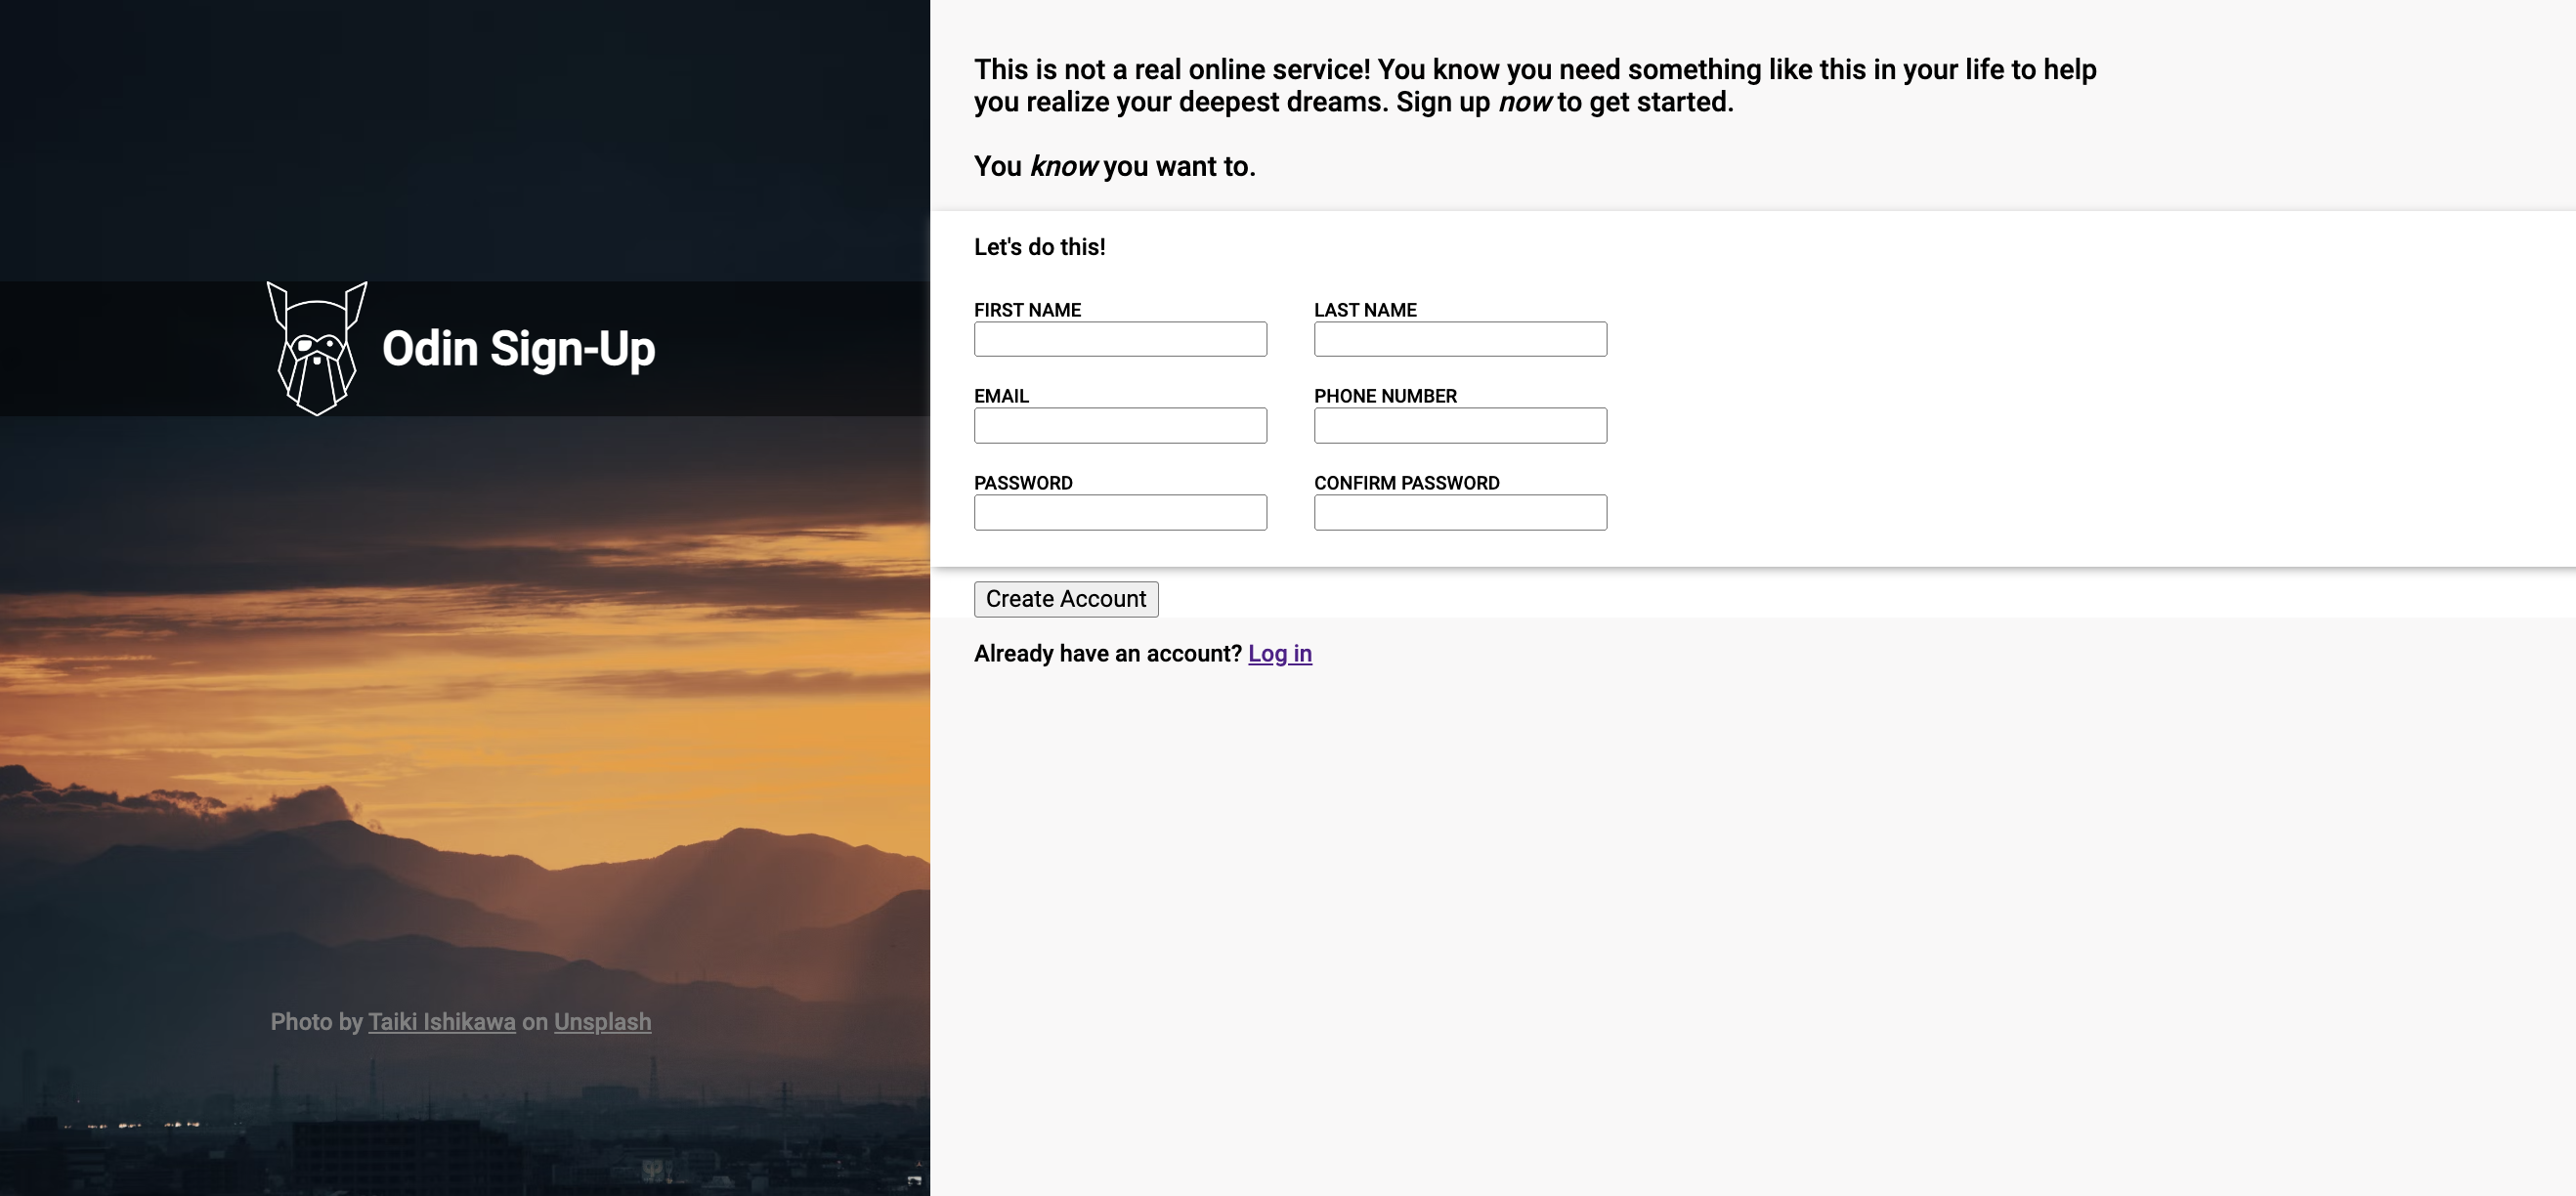 Odin Sign-Up
Photo by Taiki Ishikawa on Unsplash
This is not a real online service! You know you need something like this in your life to help
you realize your deepest dreams. Sign up now to get started.
You know you want to.
Let's do this!
FIRST NAME
LAST NAME
EMAIL
PHONE NUMBER
PASSWORD
CONFIRM PASSWORD
Create Account
Already have an account? Log in